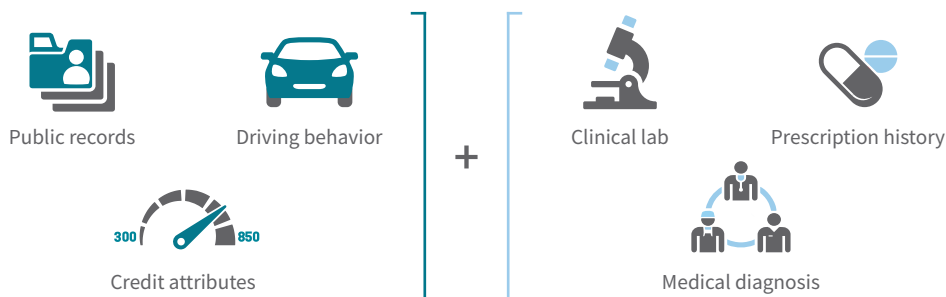 Public records
Driving behavior
300
850
Credit attributes
+
Clinical lab
Prescription history
Medical diagnosis